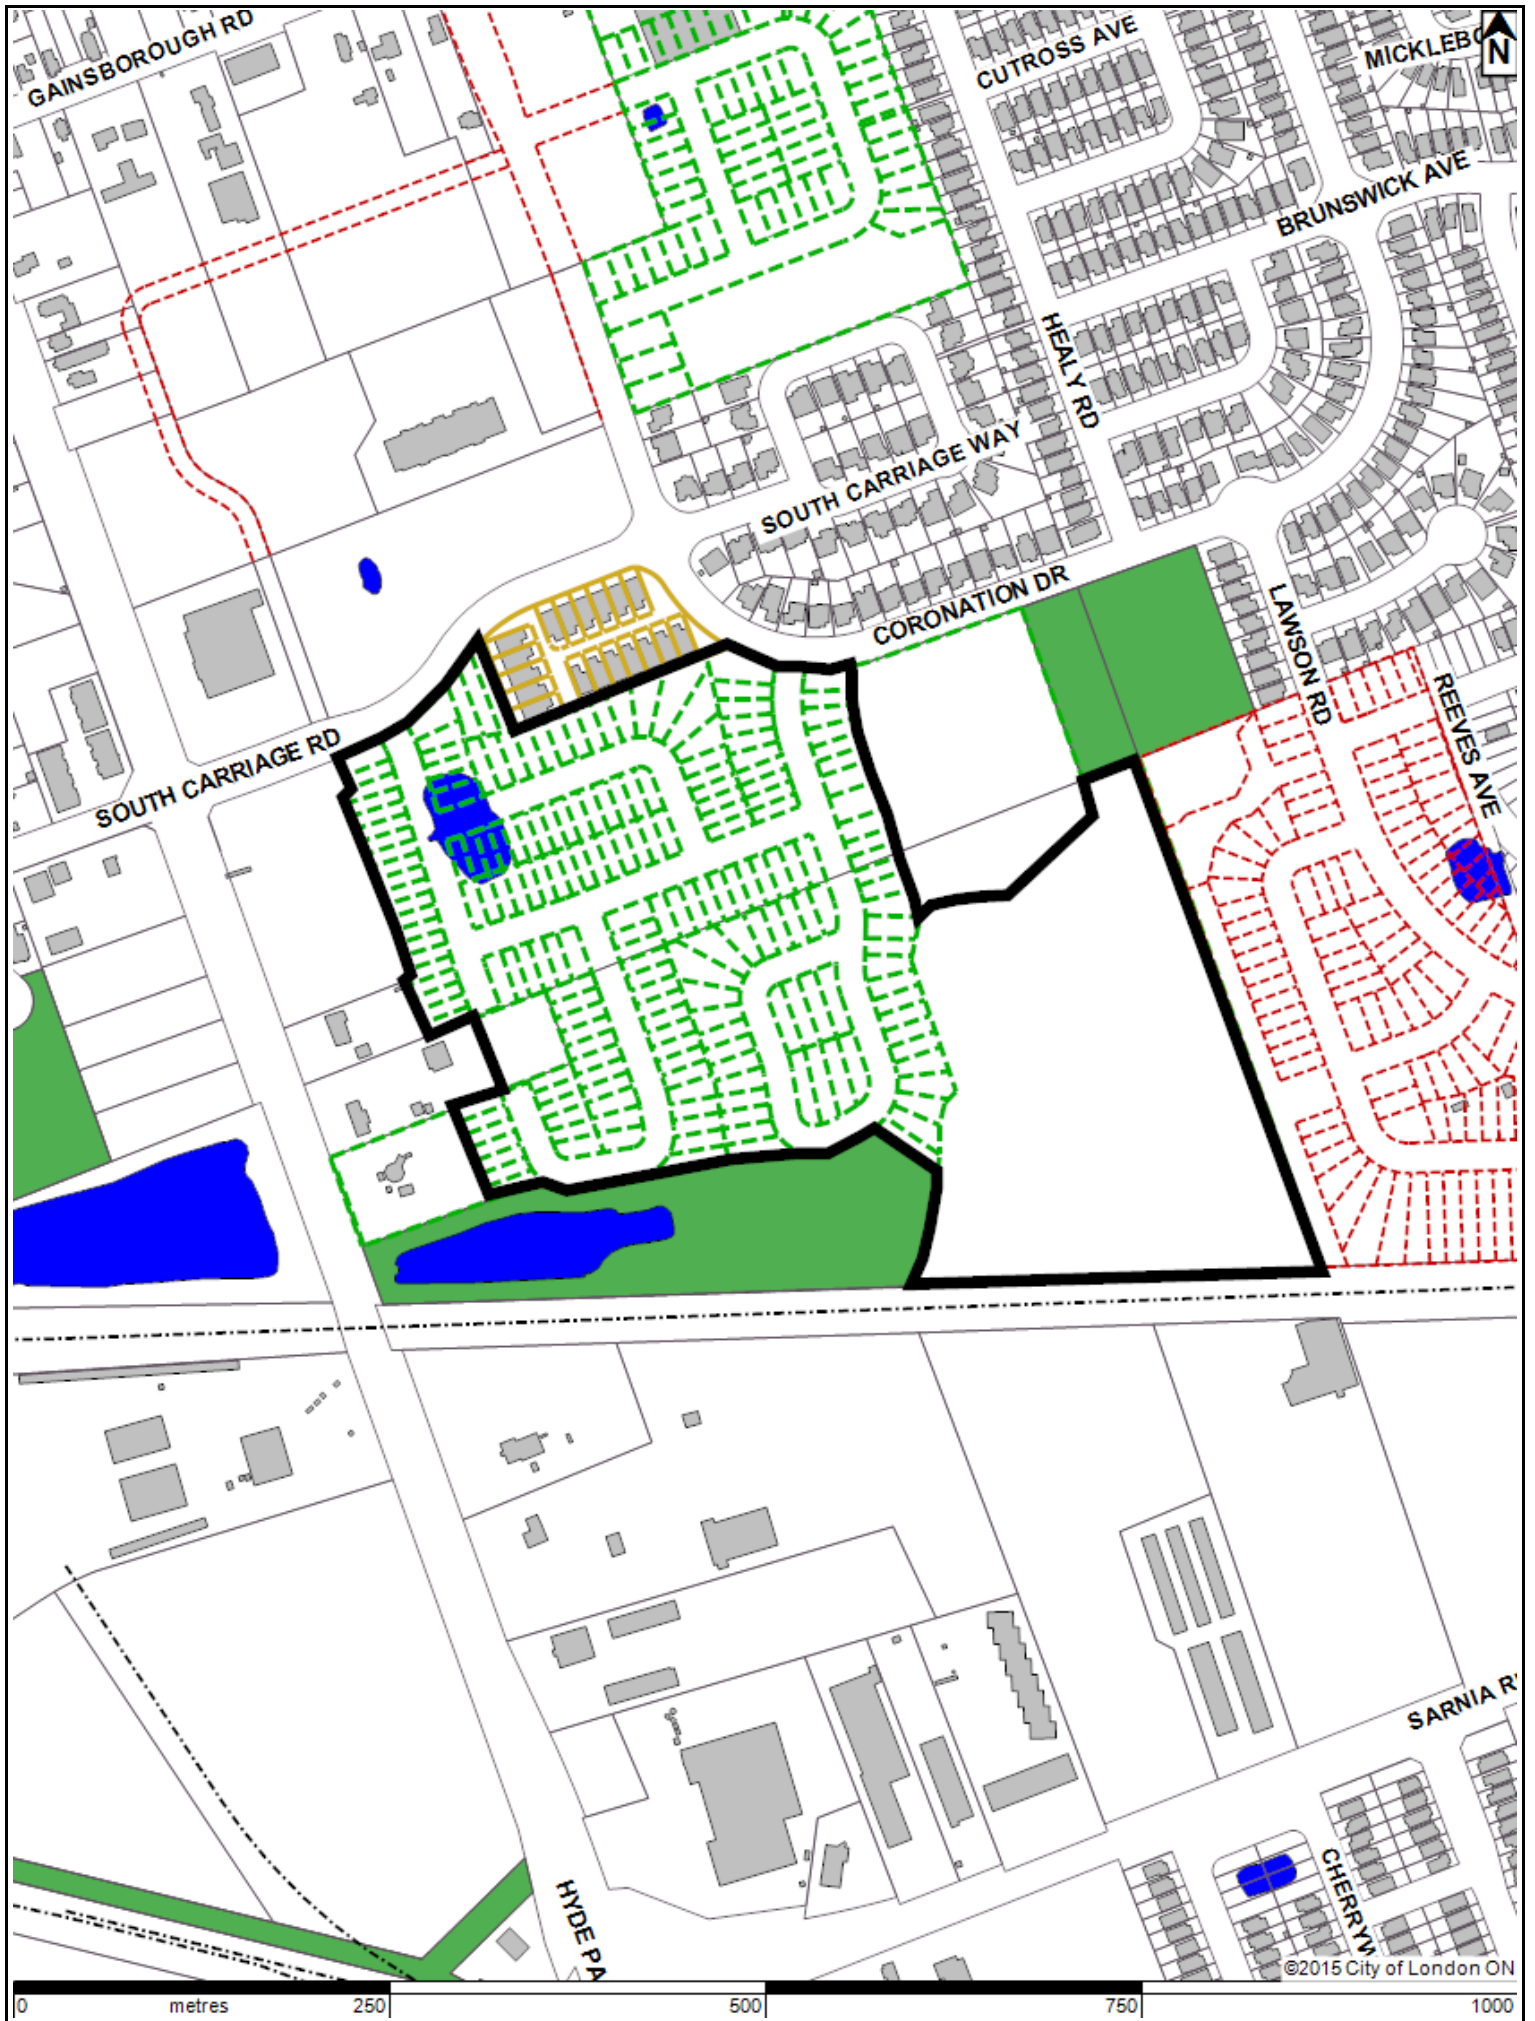 GAINSBOROUGH RD
CUTROSS AVE
MICKLEBO
N
BRUNSWICK AVE
HEALY RD
SOUTH CARRIAGE WAY
CORONATION DR
LAWSON RD
REEVES AVE
SOUTH CARRIAGE RD
SARNIA R
CHERRYW
HYDE PA
©2015 City of London ON
0 metres 250 500 750 1000